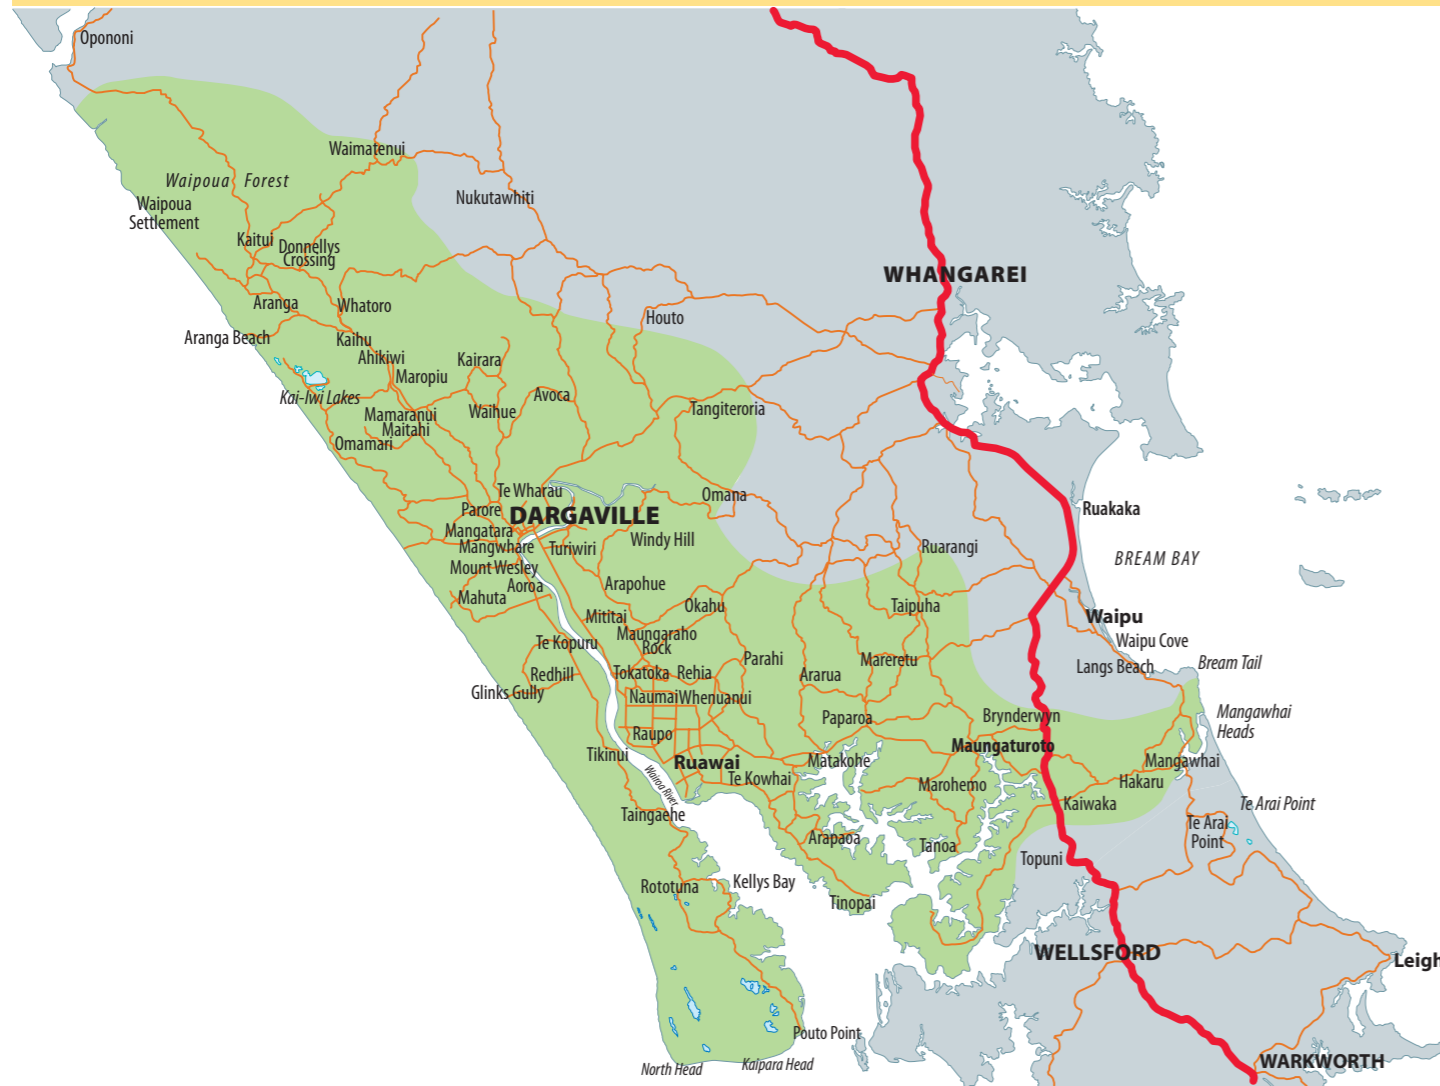 Opononi
Waimatenui
Waipoua Forest
Waipoua
Settlement
Nukutawhiti
Kaitui
Donnellys
Crossing
WHANGAREI
Aranga
Whatoro
Houto
Aranga Beach
Kaihu
Ahikiwi
Kairara
Maropiu
Kai-Iwi Lakes
Avoca
Mamaranui
Waihue
Tangiteroria
Maitahi
Omamari
Te Wharau
Omana
Parore
DARGAVILLE
Ruakaka
Mangatara
Windy Hill
Mangwhare
Turiwiri
Ruarangi
BREAM BAY
Mount Wesley
Aoroa
Arapohue
Mahuta
Okahu
Taipuha
Mititai
Waipu
Maungaraho
Rock
Te Kopuru
Waipu Cove
Parahi
Mareretu
Langs Beach
Bream Tail
Redhill
Tokatoka
Rehia
Ararua
Glinks Gully
Naumai
Whenuanui
Paparoa
Brynderwyn
Mangawhai
Heads
Raupo
Maungaturoto
Tikinui
Ruawai
Matakohe
Mangawhai
Wairoa River
Te Kowhai
Marohemo
Hakaru
Kaiwaka
Te Arai Point
Taingaehe
Te Arai
Point
Arapaoa
Tanoa
Topuni
Rototuna
Kellys Bay
Tinopai
WELLSFORD
Leigh
Pouto Point
North Head
Kaipara Head
WARKWORTH